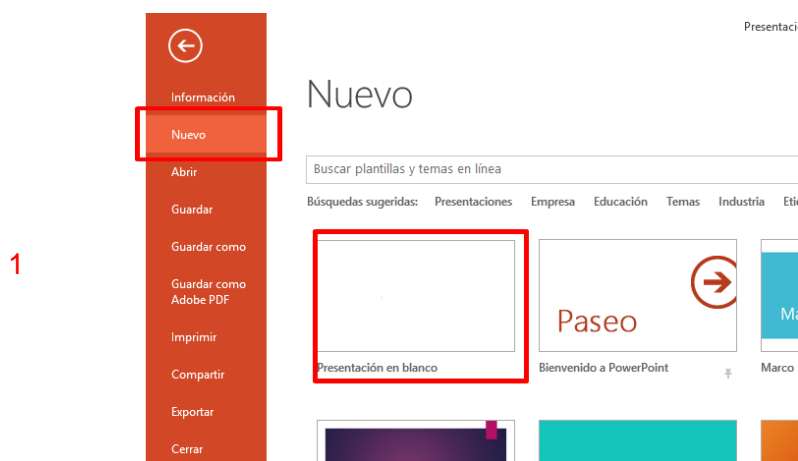 Presentaci
Nuevo
Información
Nuevo
Abrir
Guardar
Guardar como
Guardar como
Adobe PDF
Imprimir
Compartir
Exportar
Cerrar
1
Buscar plantillas y temas en línea
Búsquedas sugeridas: Presentaciones Empresa Educación Temas Industria Eti
Paseo
Ma
Presentación en blanco
Bienvenido a PowerPoint
Marco